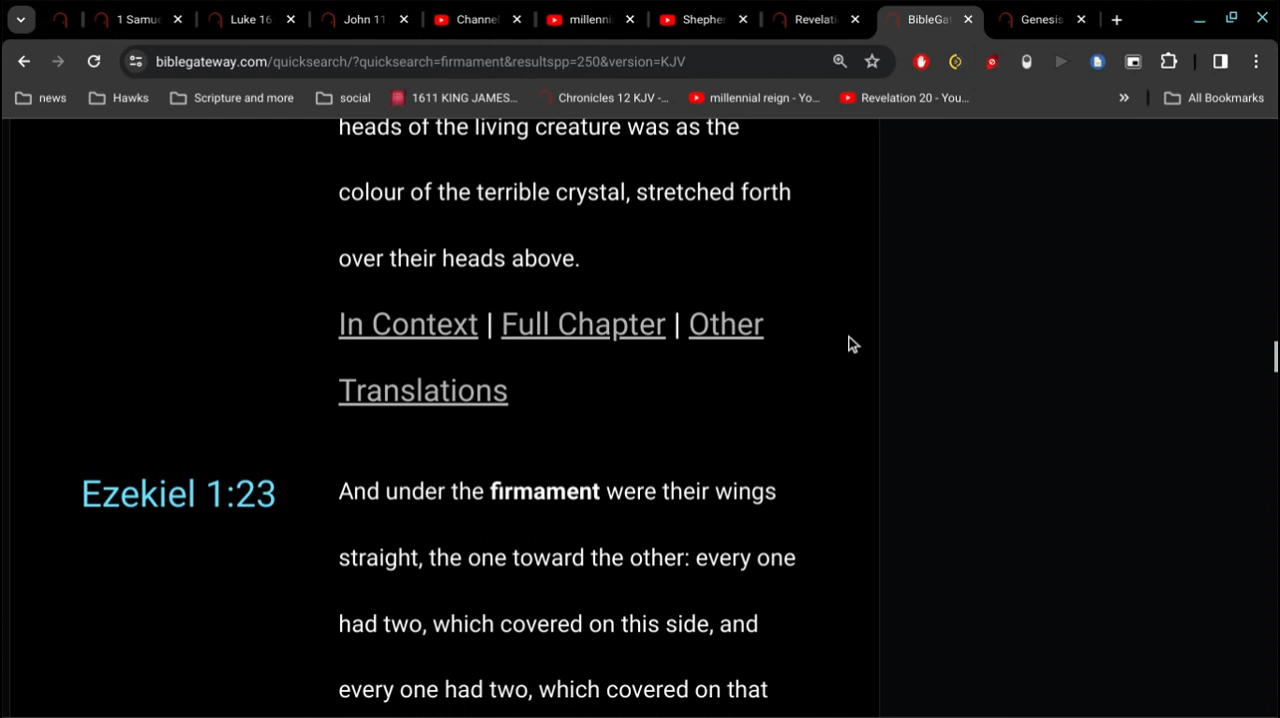 1 Samu
Luke 16
John 11
Channel
millenni
Shephe
Revelati
BibleGat
Genesis
biblegateway.com/quicksearch/?quicksearch=firmament&resultspp=250&version=KJV
news
Hawks
Scripture and more
social
1611 KING JAMES...
Chronicles 12 KJV -...
millennial reign - Yo...
Revelation 20 - You...
All Bookmarks
heads of the living creature was as the
colour of the terrible crystal, stretched forth
over their heads above.
In Context | Full Chapter | Other
Translations
Ezekiel 1:23
And under the firmament were their wings
straight, the one toward the other: every one
had two, which covered on this side, and
every one had two, which covered on that